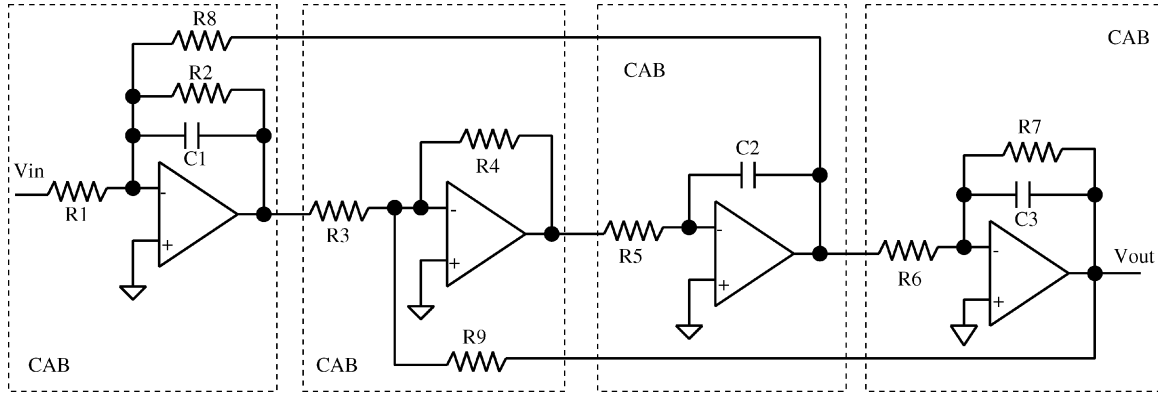 R8
CAB
R2
CAB
R7
C2
C1
R4
Vin
-
C3
-
R1
-
-
+
R3
Vout
R5
-
+
R6
+
+
R9
CAB
CAB